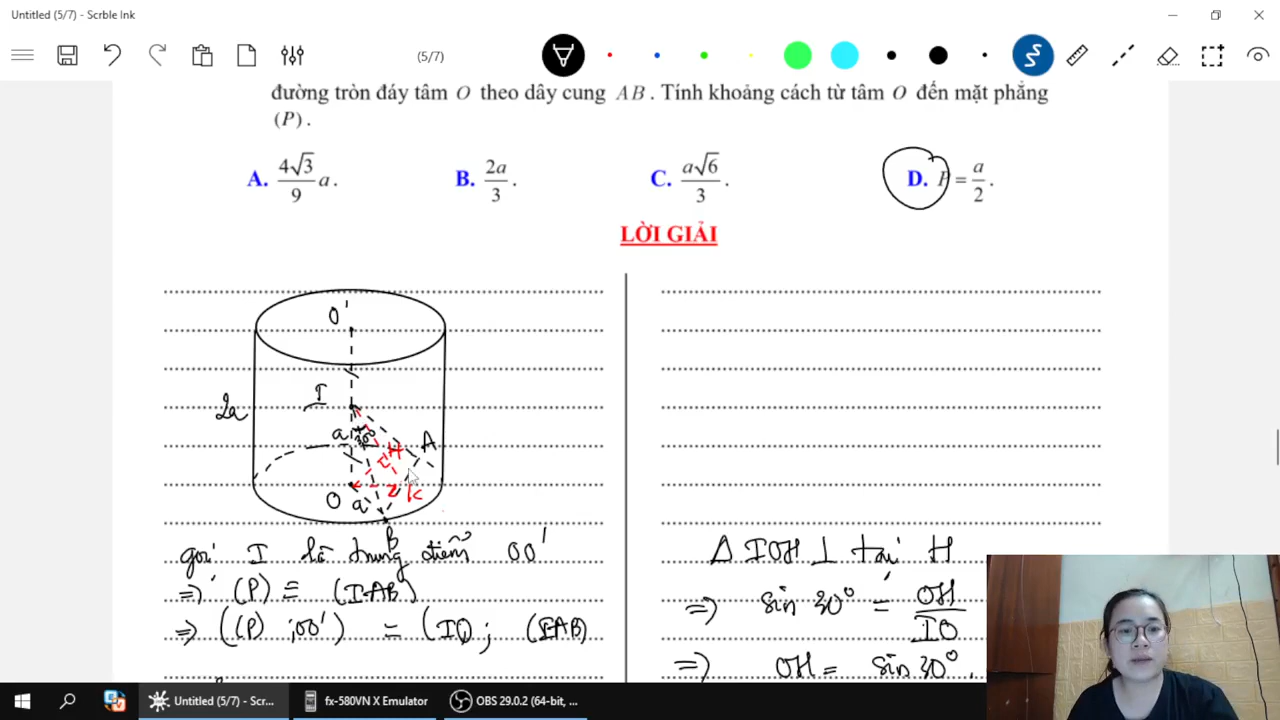 Untitled (5/7) - Scrble Ink
(5/7)
đường tròn đáy tâm O theo dây cung AB. Tính khoảng cách từ tâm O đến mặt phẳng
(P).
A. 4√3/9 a.
B. 2a/3.
C. a√6/3.
D. P = a/2.
LỜI GIẢI
O'
I
2a
a
30°
A
H
O
a
K
B
gọi I là trung điểm OO'
=> (P) ≡ (IAB)
=> ((P) ; OO') = (IO; (IAB)
Δ IOH ⊥ tại H
=> sin 30° = OH/IO
=> OH = sin 30° .
Untitled (5/7) - Scr...
fx-580VN X Emulator
OBS 29.0.2 (64-bit, ...